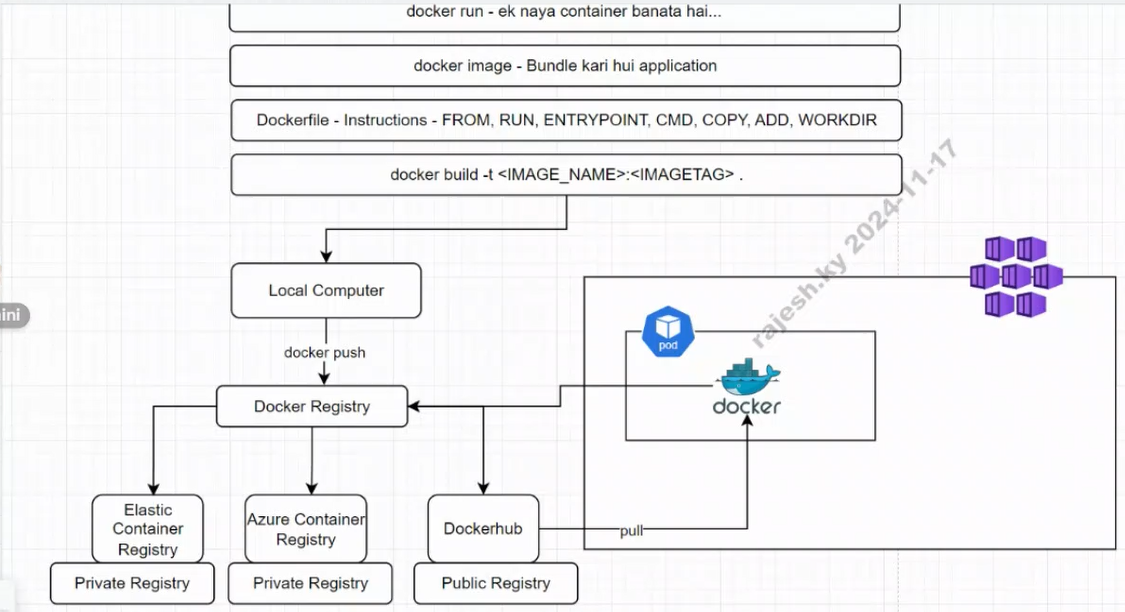 docker run - ek naya container banata hai...
docker image - Bundle kari hui application
Dockerfile - Instructions - FROM, RUN, ENTRYPOINT, CMD, COPY, ADD, WORKDIR
docker build -t <IMAGE_NAME>:<IMAGETAG> .
rajesh.ky 2024-11-17
Local Computer
ini
pod
docker push
docker
Docker Registry
Elastic
Container
Registry
Azure Container
Registry
Dockerhub
pull
Private Registry
Private Registry
Public Registry